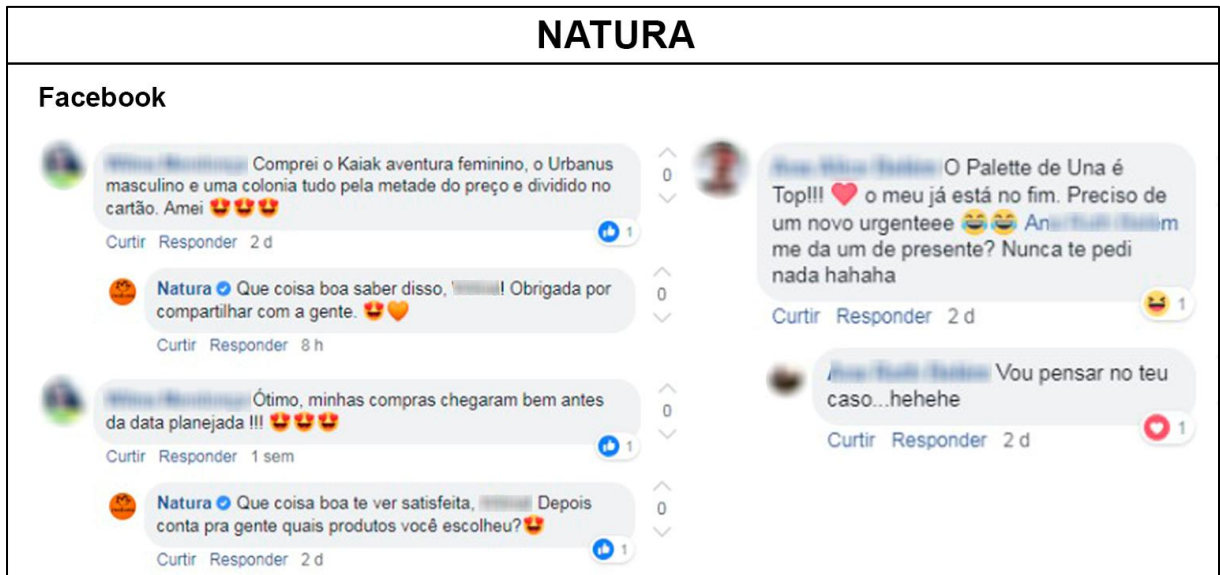 NATURA
Facebook
Comprei o Kaiak aventura feminino, o Urbanus
masculino e uma colonia tudo pela metade do preço e dividido no
cartão. Amei 😍😍😍
0
1
Curtir Responder 2 d
Natura Que coisa boa saber disso, ! Obrigada por
compartilhar com a gente. 😍🧡
0
Curtir Responder 8 h
Ótimo, minhas compras chegaram bem antes
da data planejada !!! 😍😍😍
0
1
Curtir Responder 1 sem
Natura Que coisa boa te ver satisfeita, Depois
conta pra gente quais produtos você escolheu?😍
0
1
Curtir Responder 2 d
O Palette de Una é
Top!!! ❤️ o meu já está no fim. Preciso de
um novo urgenteee 😂😂
me da um de presente? Nunca te pedi
nada hahaha
1
Curtir Responder 2 d
Vou pensar no teu
caso...hehehe
1
Curtir Responder 2 d